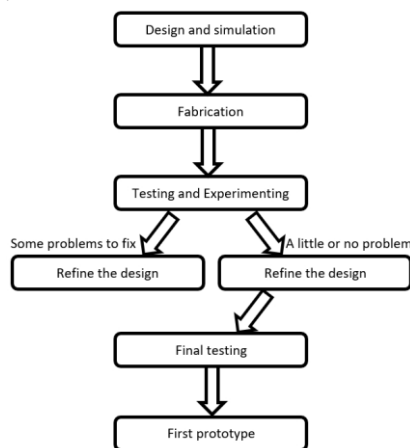 Design and simulation
Fabrication
Testing and Experimenting
Some problems to fix
A little or no problem
Refine the design
Refine the design
Final testing
First prototype